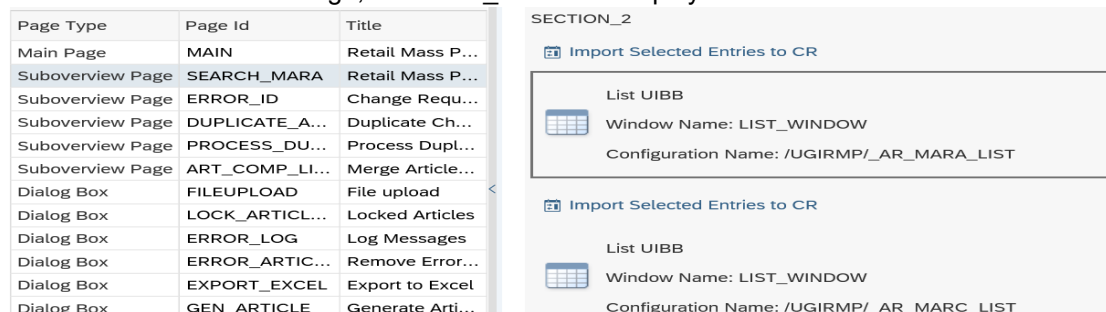 Page Type Page Id Title
Main Page MAIN Retail Mass P...
Suboverview Page SEARCH_MARA Retail Mass P...
Suboverview Page ERROR_ID Change Requ...
Suboverview Page DUPLICATE_A... Duplicate Ch...
Suboverview Page PROCESS_DU... Process Dupl...
Suboverview Page ART_COMP_LI... Merge Article...
Dialog Box FILEUPLOAD File upload
Dialog Box LOCK_ARTICL... Locked Articles
Dialog Box ERROR_LOG Log Messages
Dialog Box ERROR_ARTIC... Remove Error...
Dialog Box EXPORT_EXCEL Export to Excel
Dialog Box GEN_ARTICLE Generate Arti...
<
SECTION_2
Import Selected Entries to CR
List UIBB
Window Name: LIST_WINDOW
Configuration Name: /UGIRMP/_AR_MARA_LIST
Import Selected Entries to CR
List UIBB
Window Name: LIST_WINDOW
Configuration Name: /UGIRMP/_AR_MARC_LIST